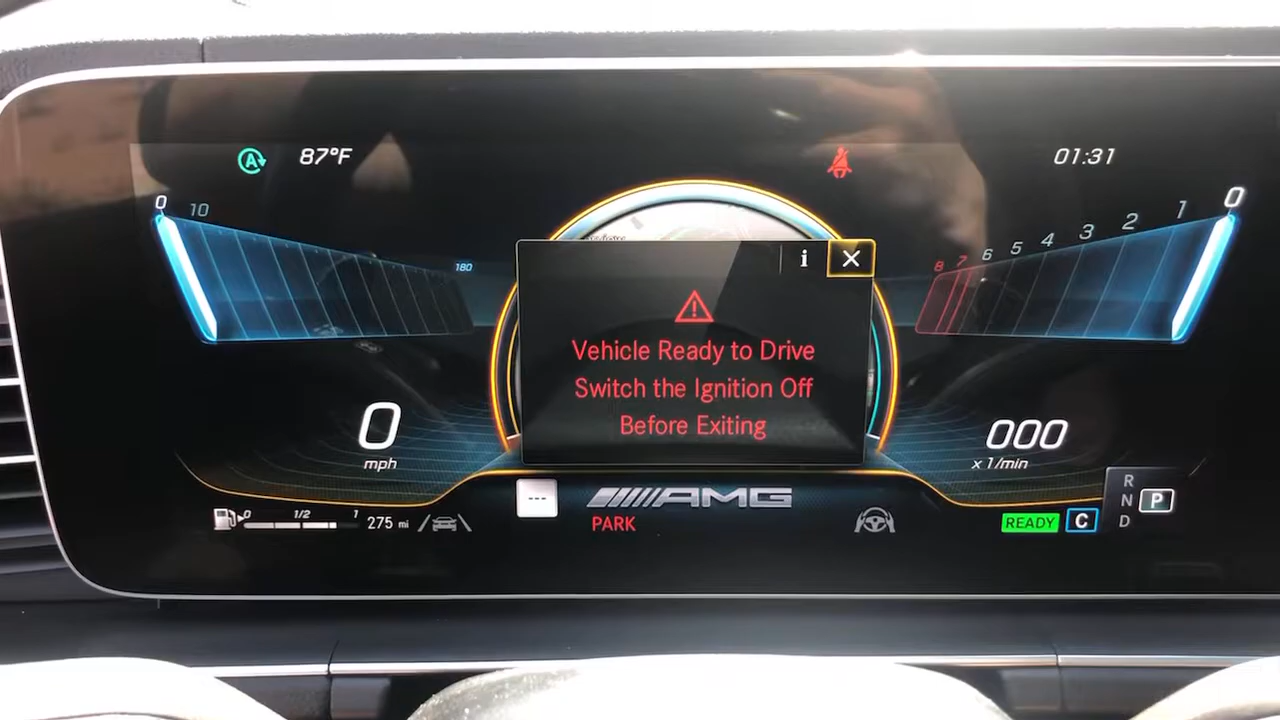 A
87°F
01:31
0
10
180
8
7
6
5
4
3
2
1
0
i
Vehicle Ready to Drive
Switch the Ignition Off
Before Exiting
0
mph
000
x 1/min
---
AMG
PARK
0
1/2
1
275 mi
READY
C
R
N
P
D